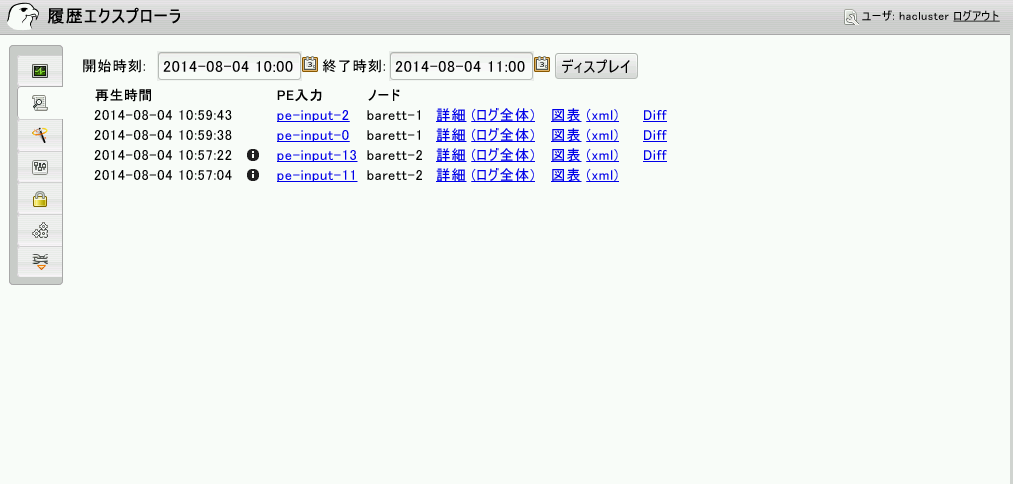 履歴エクスプローラ
ユーザ: hacluster ログアウト
開始時刻: 2014-08-04 10:00 終了時刻: 2014-08-04 11:00 ディスプレイ
再生時間 PE入力 ノード
2014-08-04 10:59:43 pe-input-2 barett-1 詳細 (ログ全体) 図表 (xml) Diff
2014-08-04 10:59:38 pe-input-0 barett-1 詳細 (ログ全体) 図表 (xml) Diff
2014-08-04 10:57:22 pe-input-13 barett-2 詳細 (ログ全体) 図表 (xml) Diff
2014-08-04 10:57:04 pe-input-11 barett-2 詳細 (ログ全体) 図表 (xml)